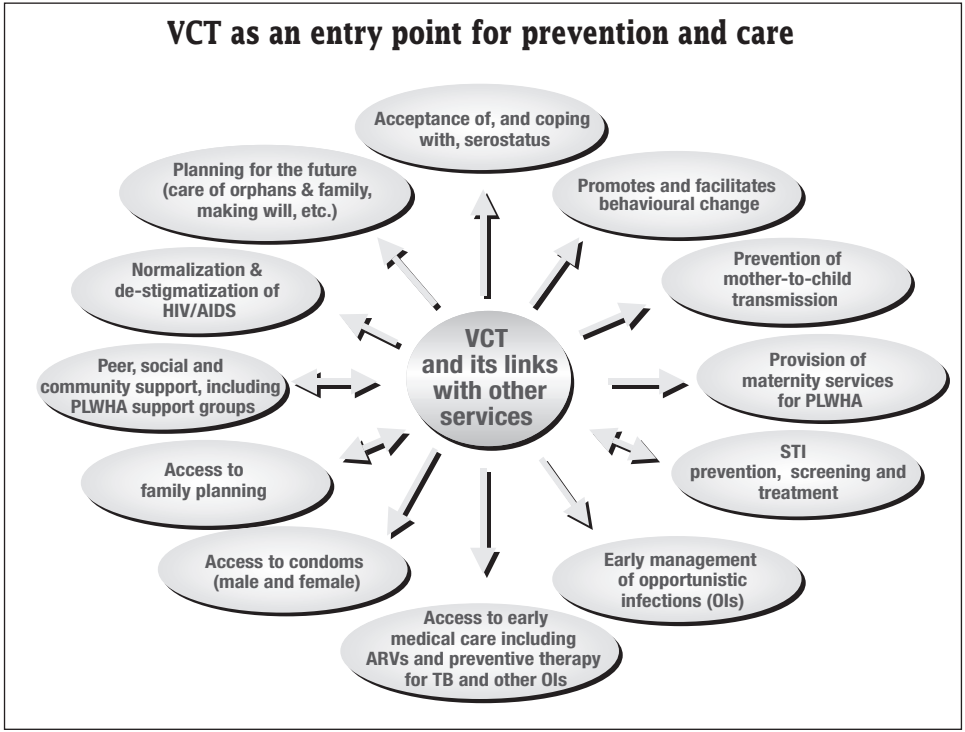 VCT as an entry point for prevention and care
Acceptance of, and coping
with, serostatus
Planning for the future
(care of orphans & family,
making will, etc.)
Promotes and facilitates
behavioural change
Normalization &
de-stigmatization of
HIV/AIDS
Prevention of
mother-to-child
transmission
VCT
and its links
with other
services
Peer, social and
community support, including
PLWHA support groups
Provision of
maternity services
for PLWHA
Access to
family planning
STI
prevention, screening and
treatment
Access to condoms
(male and female)
Early management
of opportunistic
infections (OIs)
Access to early
medical care including
ARVs and preventive therapy
for TB and other OIs